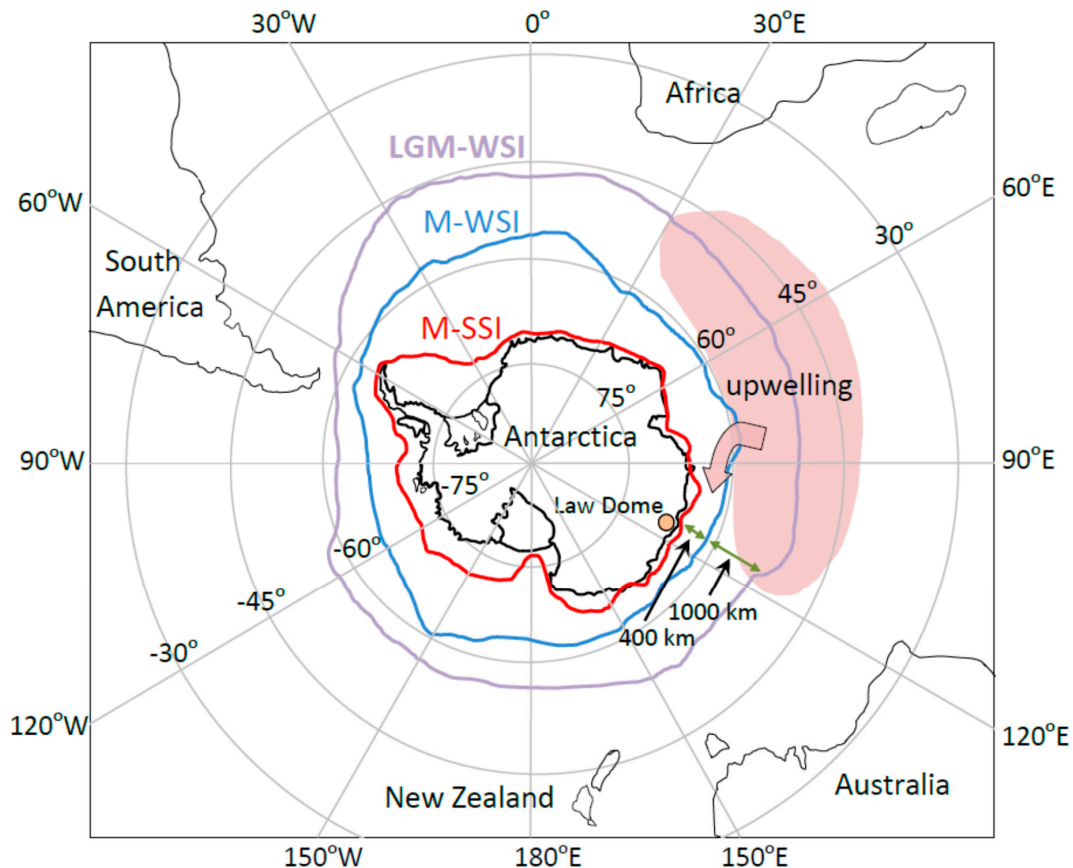 30°W
0°
30°E
Africa
LGM-WSI
60°W
60°E
M-WSI
30°
South
America
45°
M-SSI
60°
upwelling
75°
Antarctica
90°W
90°E
-75°
Law Dome
-60°
-45°
1000 km
400 km
-30°
120°W
120°E
New Zealand
Australia
150°W
180°E
150°E